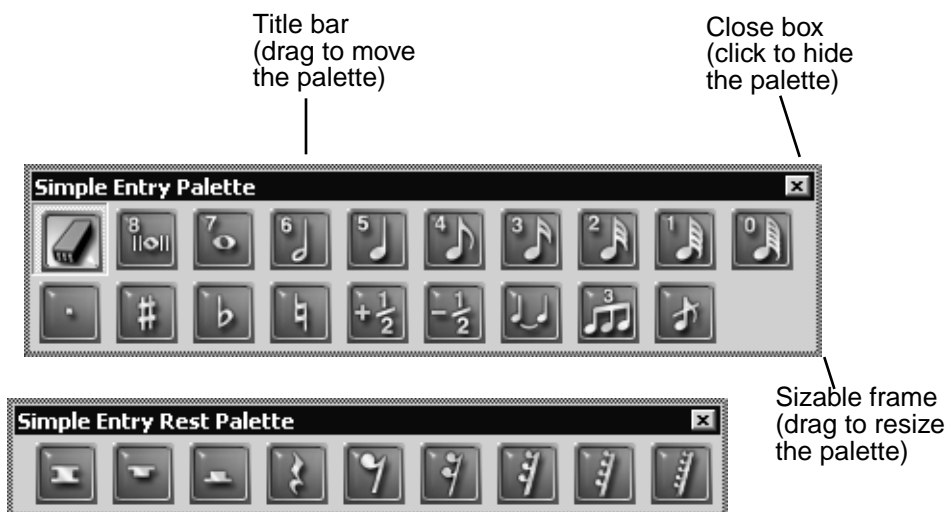 Title bar
(drag to move
the palette)
Close box
(click to hide
the palette)
Simple Entry Palette
8 7 6 5 4 3 2 1 0
+1/2 -1/2 3
Sizable frame
(drag to resize
the palette)
Simple Entry Rest Palette